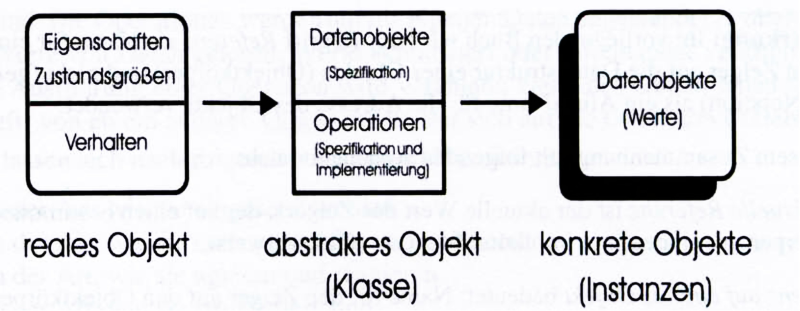 Eigenschaften
Zustandsgrößen
Verhalten
Datenobjekte
(Spezifikation)
Operationen
(Spezifikation und
Implementierung)
Datenobjekte
(Werte)
reales Objekt
abstraktes Objekt
(Klasse)
konkrete Objekte
(Instanzen)